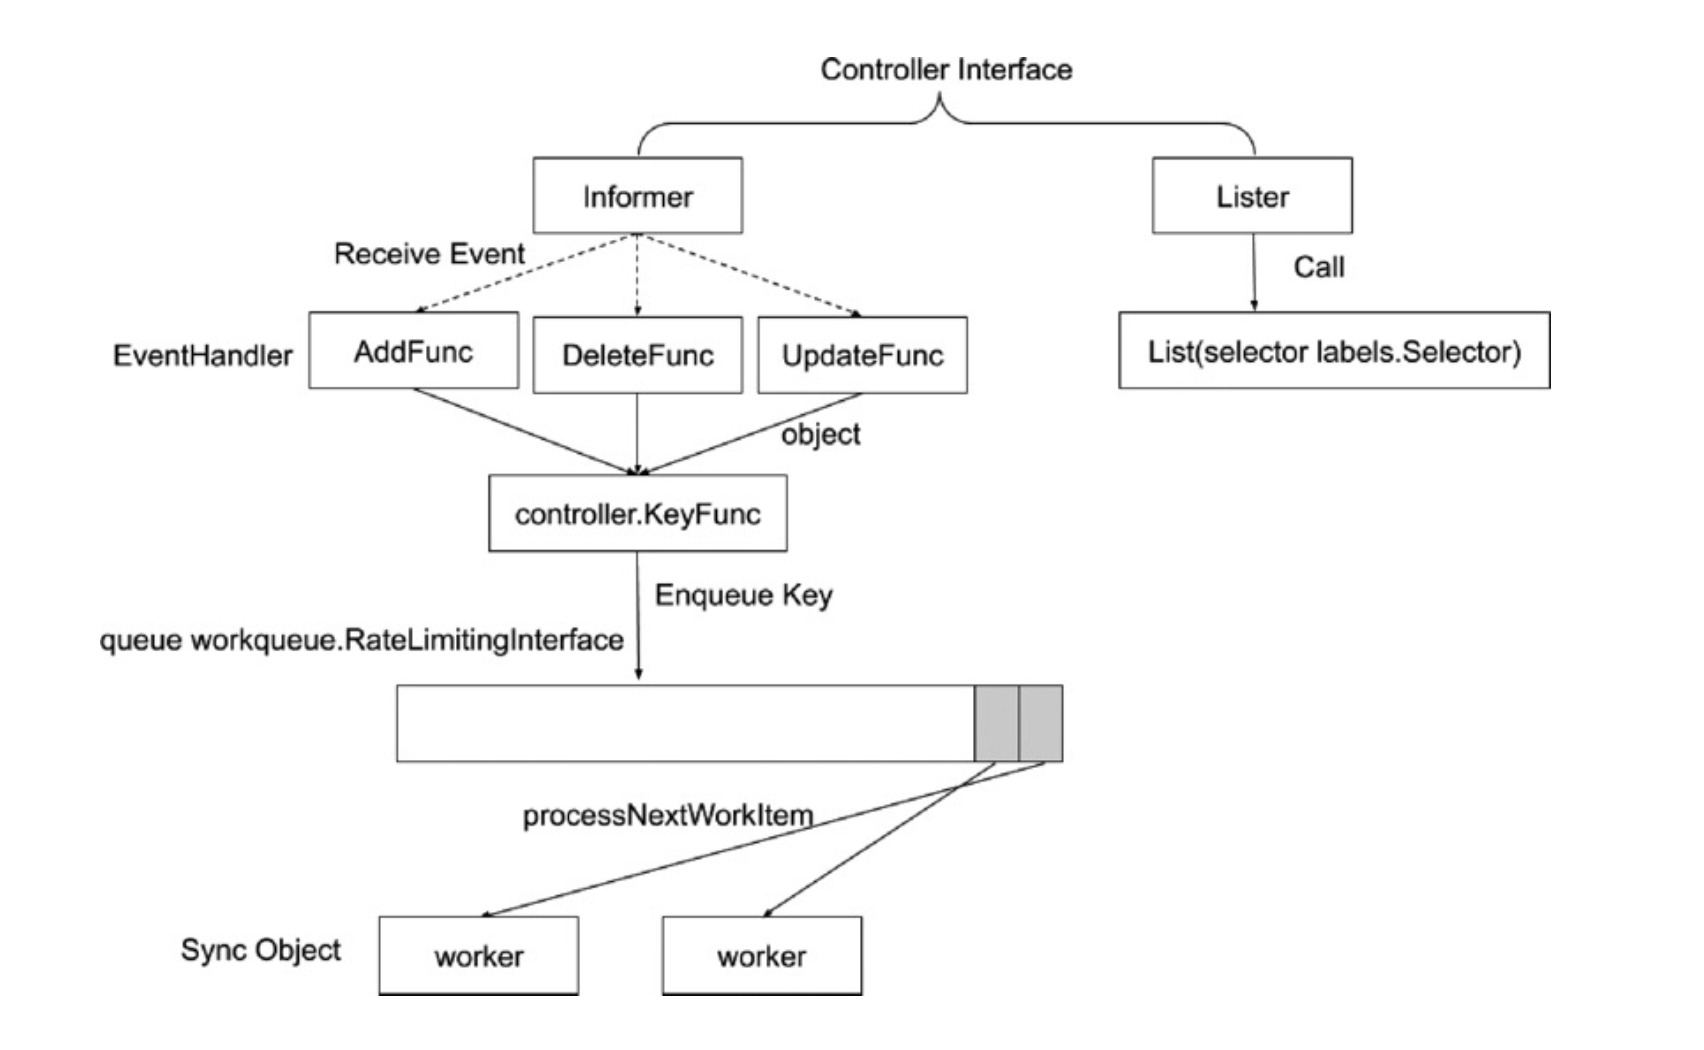 Controller Interface
Informer
Lister
Receive Event
Call
EventHandler
AddFunc
DeleteFunc
UpdateFunc
List(selector labels.Selector)
object
controller.KeyFunc
Enqueue Key
queue workqueue.RateLimitingInterface
processNextWorkItem
Sync Object
worker
worker